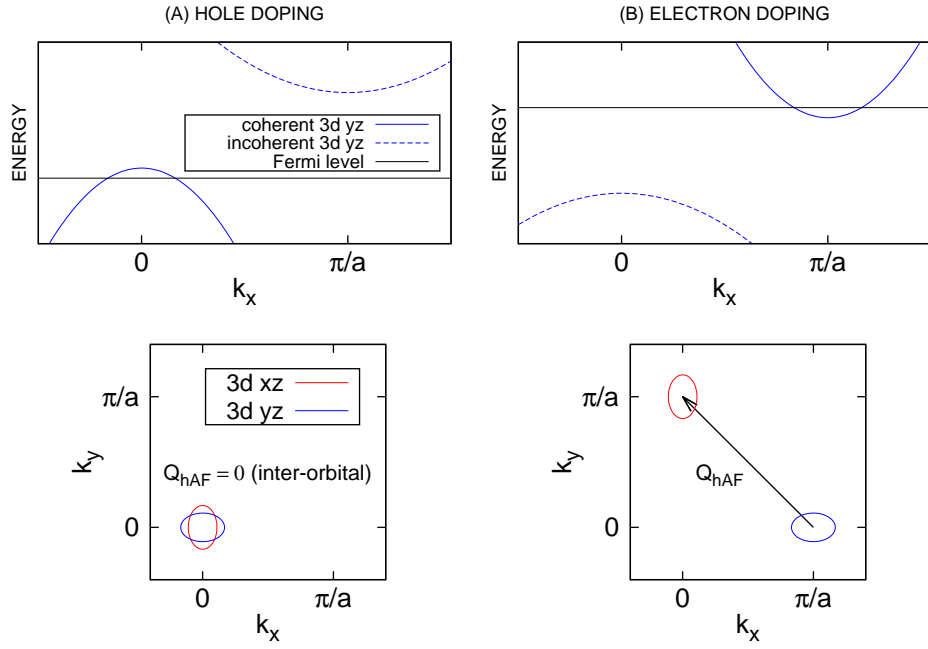 (A) HOLE DOPING
(B) ELECTRON DOPING
ENERGY
coherent 3d yz
incoherent 3d yz
Fermi level
0
π/a
k_x
ENERGY
0
π/a
k_x
3d xz
3d yz
π/a
k_y
Q_hAF = 0 (inter-orbital)
0
0
π/a
k_x
π/a
k_y
Q_hAF
0
0
π/a
k_x